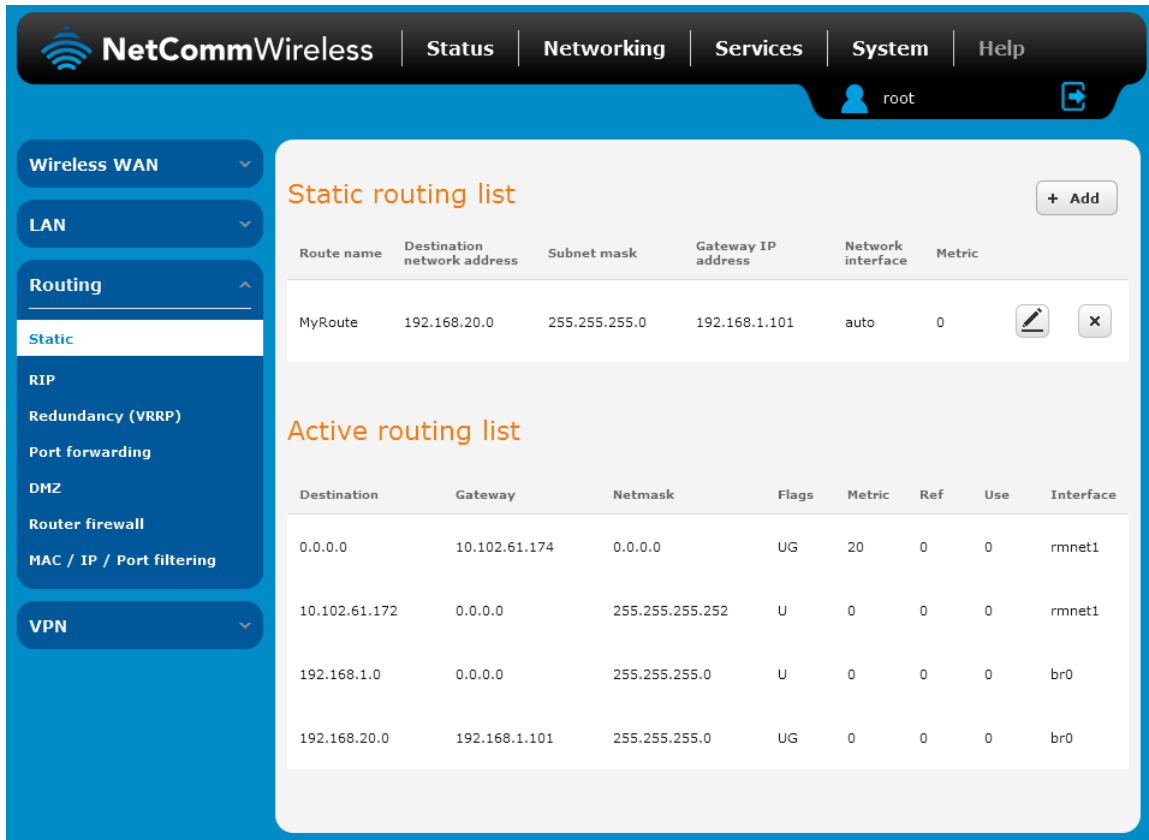 NetCommWireless Status Networking Services System Help
root
Wireless WAN
LAN
Routing
Static
RIP
Redundancy (VRRP)
Port forwarding
DMZ
Router firewall
MAC / IP / Port filtering
VPN
Static routing list
+ Add
Route name Destination network address Subnet mask Gateway IP address Network interface Metric
MyRoute 192.168.20.0 255.255.255.0 192.168.1.101 auto 0
Active routing list
Destination Gateway Netmask Flags Metric Ref Use Interface
0.0.0.0 10.102.61.174 0.0.0.0 UG 20 0 0 rmnet1
10.102.61.172 0.0.0.0 255.255.255.252 U 0 0 0 rmnet1
192.168.1.0 0.0.0.0 255.255.255.0 U 0 0 0 br0
192.168.20.0 192.168.1.101 255.255.255.0 UG 0 0 0 br0